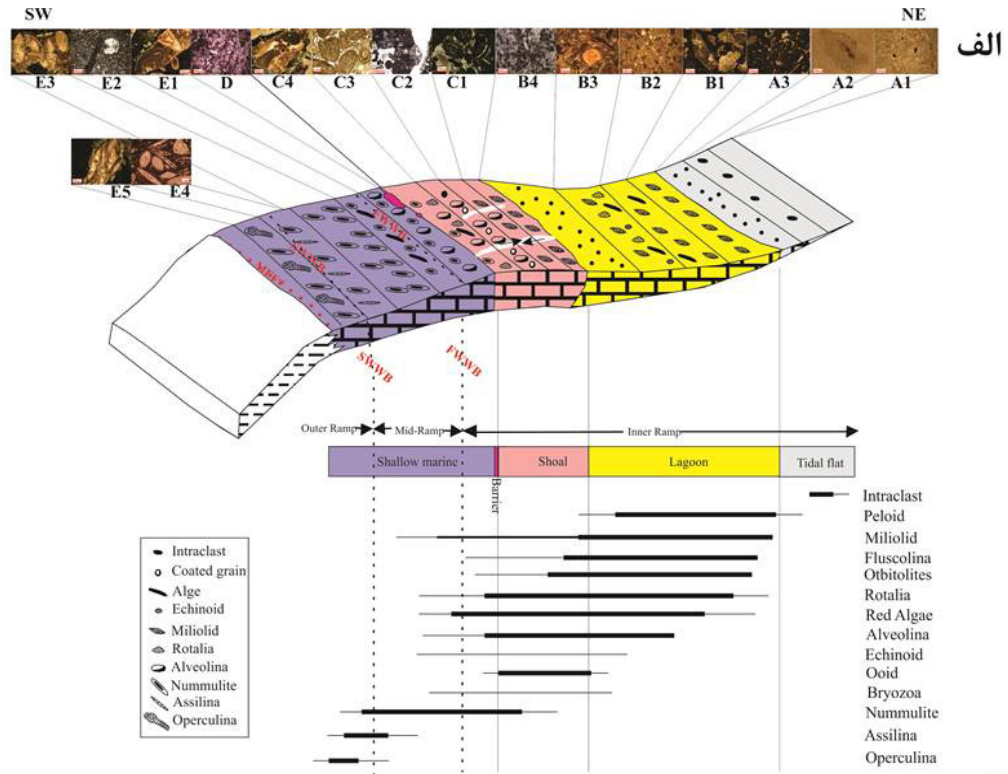 SW NE
الف
E3 E2 E1 D C4 C3 C2 C1 B4 B3 B2 B1 A3 A2 A1
E5 E4
FWWB
SWWB
SWWB FWWB
Outer Ramp Mid-Ramp Inner Ramp
Shallow marine Shoal Lagoon Tidal flat
Barrier
Intraclast
Peloid
Miliolid
Fluscolina
Otbitolites
Rotalia
Red Algae
Alveolina
Echinoid
Ooid
Bryozoa
Nummulite
Assilina
Operculina
Intraclast
Coated grain
Alge
Echinoid
Miliolid
Rotalia
Alveolina
Nummulite
Assilina
Operculina